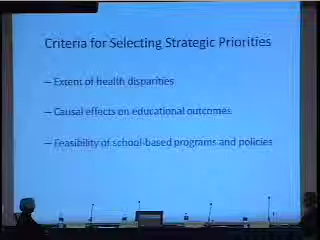 Criteria for Selecting Strategic Priorities
– Extent of health disparities
– Causal effects on educational outcomes
– Feasibility of school-based programs and policies